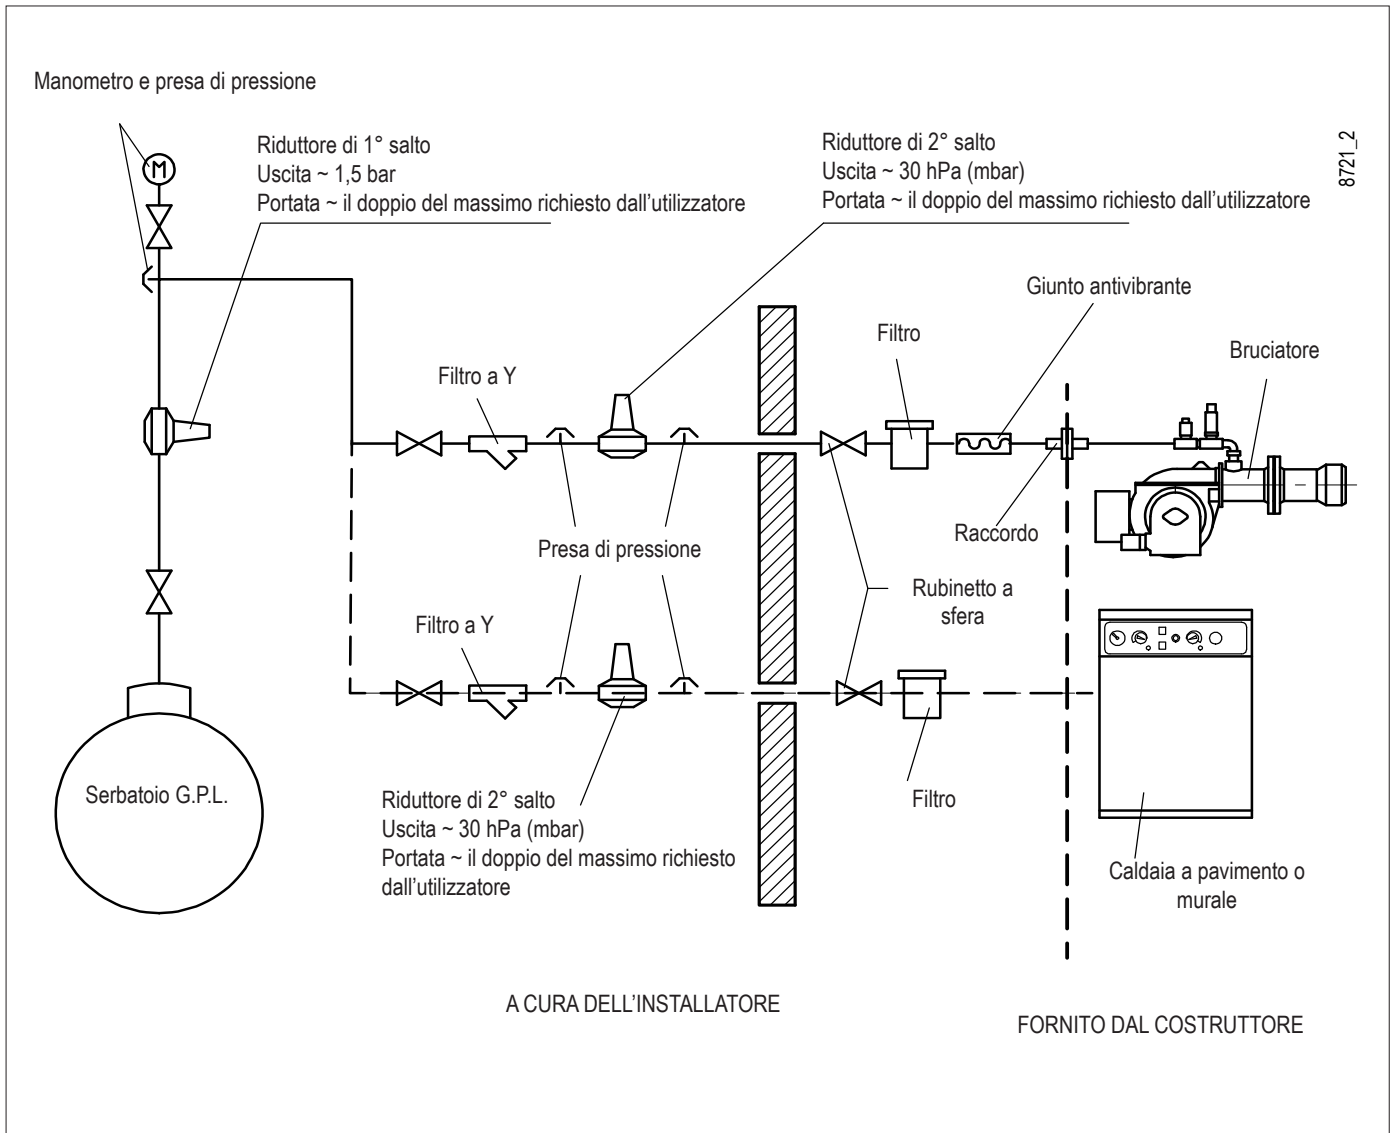 Manometro e presa di pressione
M
Riduttore di 1° salto
Uscita ~ 1,5 bar
Portata ~ il doppio del massimo richiesto dall'utilizzatore
Riduttore di 2° salto
Uscita ~ 30 hPa (mbar)
Portata ~ il doppio del massimo richiesto dall'utilizzatore
8721_2
Giunto antivibrante
Filtro
Bruciatore
Filtro a Y
Raccordo
Presa di pressione
Rubinetto a
sfera
Filtro a Y
Serbatoio G.P.L.
Riduttore di 2° salto
Uscita ~ 30 hPa (mbar)
Portata ~ il doppio del massimo richiesto
dall'utilizzatore
Filtro
Caldaia a pavimento o
murale
A CURA DELL'INSTALLATORE
FORNITO DAL COSTRUTTORE